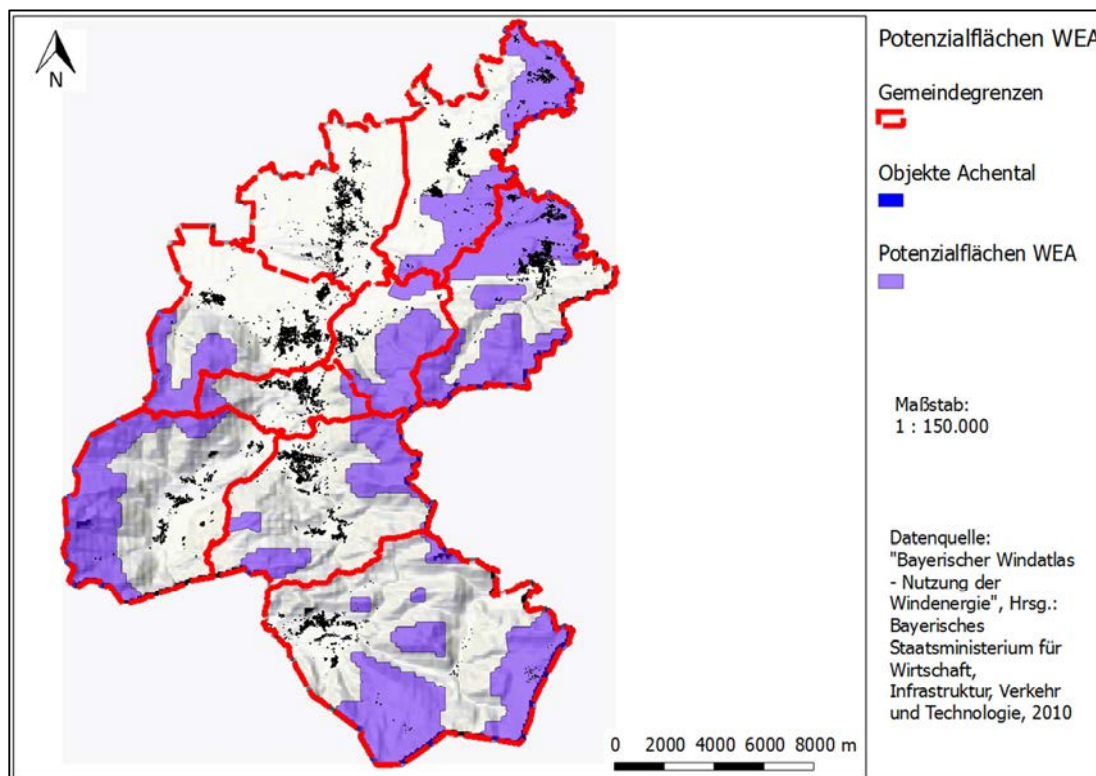 N
Potenzialflächen WEA
Gemeindegrenzen
Objekte Achental
Potenzialflächen WEA
Maßstab:
1 : 150.000
Datenquelle:
"Bayerischer Windatlas
- Nutzung der
Windenergie", Hrsg.:
Bayerisches
Staatsministerium für
Wirtschaft,
Infrastruktur, Verkehr
und Technologie, 2010
0 2000 4000 6000 8000 m